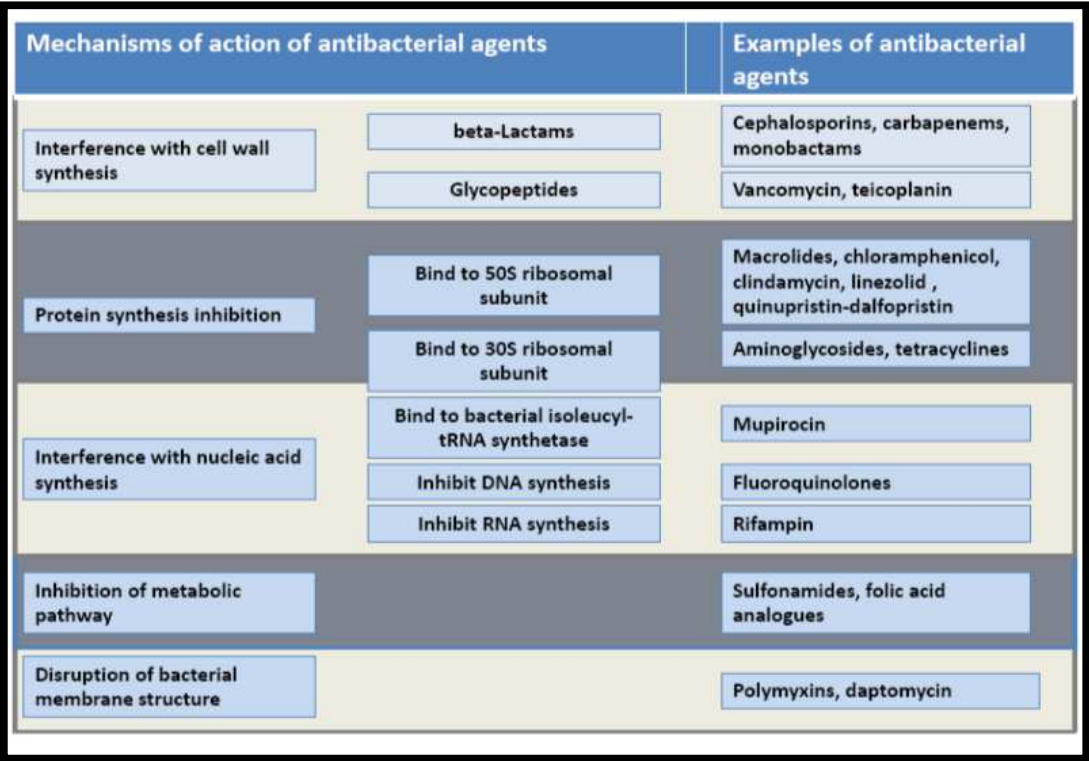 Mechanisms of action of antibacterial agents
Examples of antibacterial
agents
Interference with cell wall
synthesis
beta-Lactams
Cephalosporins, carbapenems,
monobactams
Glycopeptides
Vancomycin, teicoplanin
Protein synthesis inhibition
Bind to 50S ribosomal
subunit
Macrolides, chloramphenicol,
clindamycin, linezolid ,
quinupristin-dalfopristin
Bind to 30S ribosomal
subunit
Aminoglycosides, tetracyclines
Interference with nucleic acid
synthesis
Bind to bacterial isoleucyl-
tRNA synthetase
Mupirocin
Inhibit DNA synthesis
Fluoroquinolones
Inhibit RNA synthesis
Rifampin
Inhibition of metabolic
pathway
Sulfonamides, folic acid
analogues
Disruption of bacterial
membrane structure
Polymyxins, daptomycin